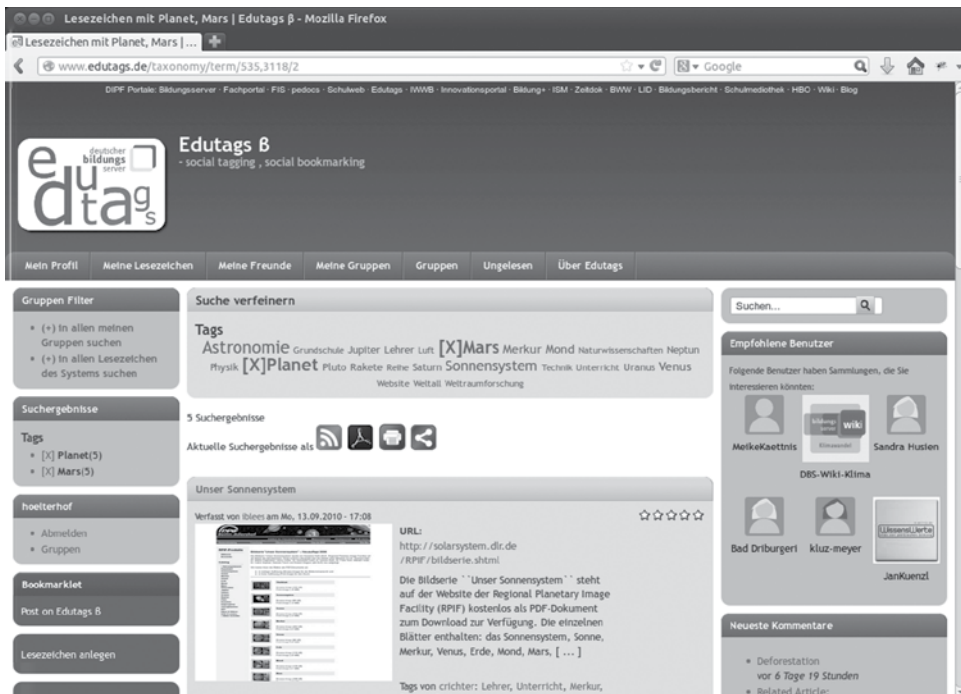 Lesezeichen mit Planet, Mars | Edutags β - Mozilla Firefox
Lesezeichen mit Planet, Mars | ...
www.edutags.de/taxonomy/term/535,3118/2
Google
DIPF Portale: Bildungsserver · Fachportal · FIS · pedocs · Schulweb · Edutags · IWWB · Innovationsportal · Bildung+ · ISM · Zeitdok · BWW · LID · Bildungsbericht · Schulmediothek · HBO · Wiki · Blog
edutags
deutscher
bildungs
server
Edutags β
- social tagging , social bookmarking
Mein Profil Meine Lesezeichen Meine Freunde Meine Gruppen Gruppen Ungelesen Über Edutags
Gruppen Filter
(+) in allen meinen
Gruppen suchen
(+) in allen Lesezeichen
des Systems suchen
Suchergebnisse
Tags
[X] Planet(5)
[X] Mars(5)
hoelterhof
Abmelden
Gruppen
Bookmarklet
Post on Edutags β
Lesezeichen anlegen
Suche verfeinern
Tags
Astronomie Grundschule Jupiter Lehrer Luft [X]Mars Merkur Mond Naturwissenschaften Neptun
Physik [X]Planet Pluto Rakete Reihe Saturn Sonnensystem Technik Unterricht Uranus Venus
Website Weltall Weltraumforschung
5 Suchergebnisse
Aktuelle Suchergebnisse als
Unser Sonnensystem
Verfasst von iblees am Mo, 13.09.2010 - 17:08
URL:
http://solarsystem.dlr.de
/RPIF/bildserie.shtml
Die Bildserie ``Unser Sonnensystem`` steht
auf der Website der Regional Planetary Image
Facility (RPIF) kostenlos als PDF-Dokument
zum Download zur Verfügung. Die einzelnen
Blätter enthalten: das Sonnensystem, Sonne,
Merkur, Venus, Erde, Mond, Mars, [ ... ]
Tags von crichter: Lehrer, Unterricht, Merkur,
Suchen...
Empfohlene Benutzer
Folgende Benutzer haben Sammlungen, die Sie
interessieren könnten:
MeikeKaettnis
bildungs
server
wiki
Klimawandel
DBS-Wiki-Klima
Sandra Husien
Bad Driburgerl
kluz-meyer
WissensWerte
JanKuenzl
Neueste Kommentare
Deforestation
vor 6 Tage 19 Stunden
Related Article: